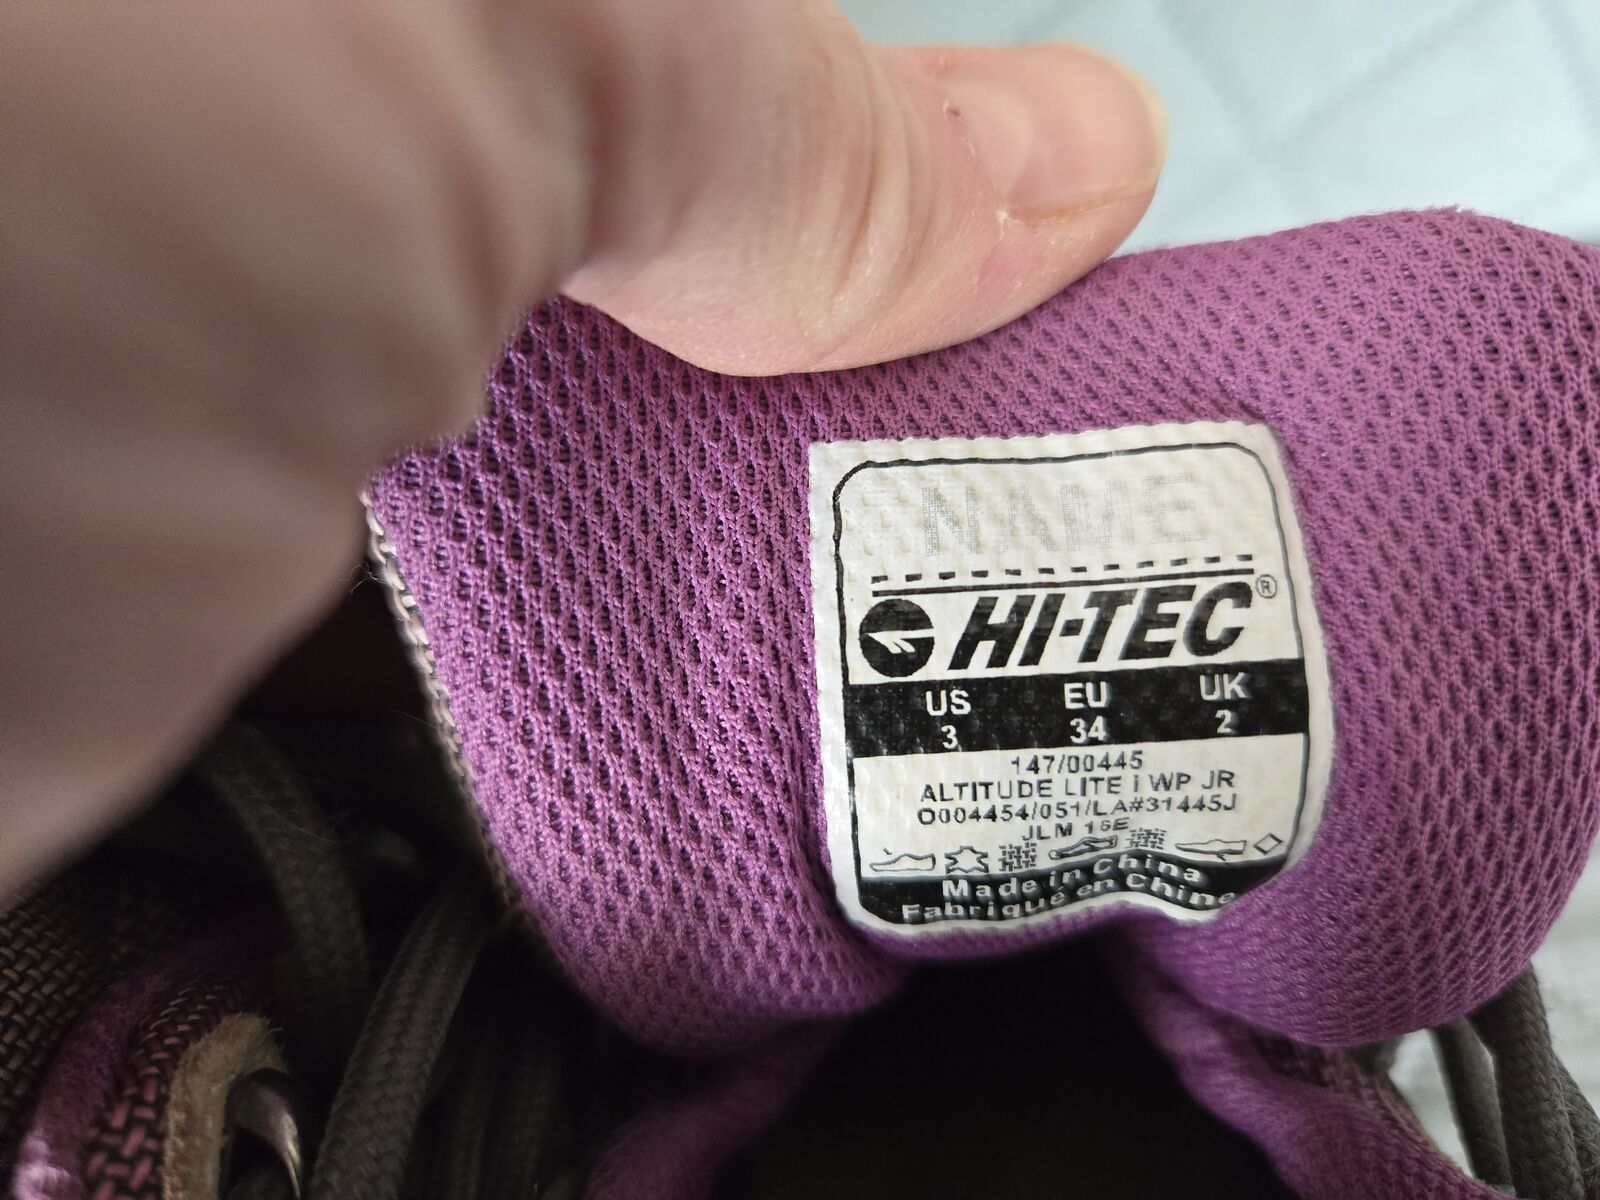 NAME
HI-TEC®
US EU UK
3 34 2
147/00445
ALTITUDE LITE i WP JR
O004454/051/LA#31445J
JLM 16E
Made in China
Fabriqué en Chine